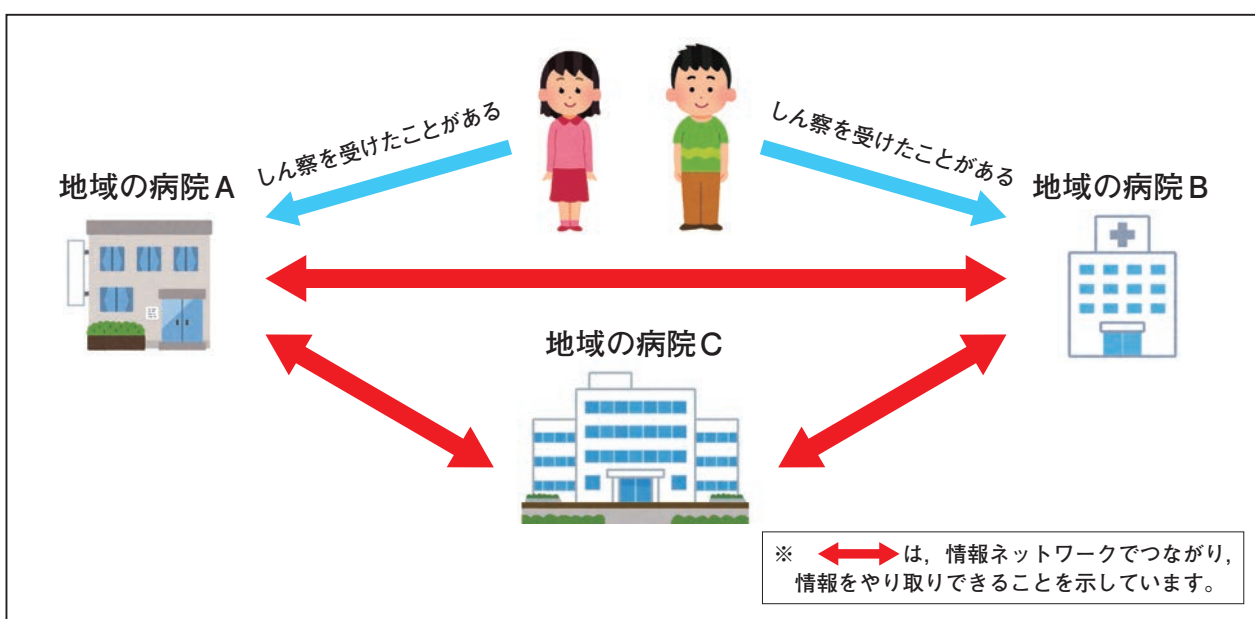 しん察を受けたことがある
しん察を受けたことがある
地域の病院A
地域の病院B
地域の病院C
※ は，情報ネットワークでつながり，
情報をやり取りできることを示しています。